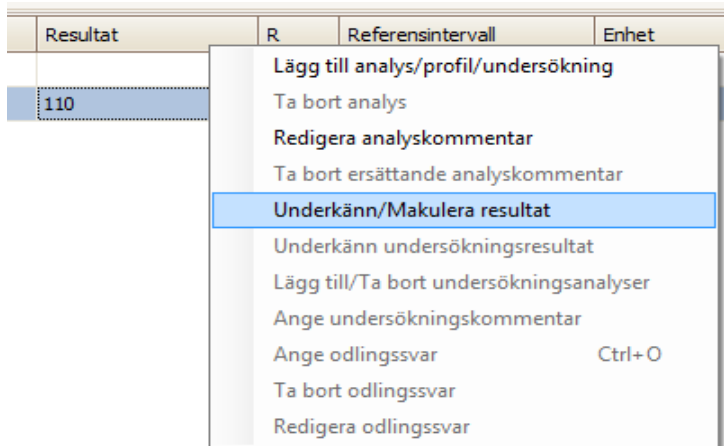 Resultat R Referensintervall Enhet
Lägg till analys/profil/undersökning
110 Ta bort analys
Redigera analyskommentar
Ta bort ersättande analyskommentar
Underkänn/Makulera resultat
Underkänn undersökningsresultat
Lägg till/Ta bort undersökningsanalyser
Ange undersökningskommentar
Ange odlingssvar Ctrl+O
Ta bort odlingssvar
Redigera odlingssvar